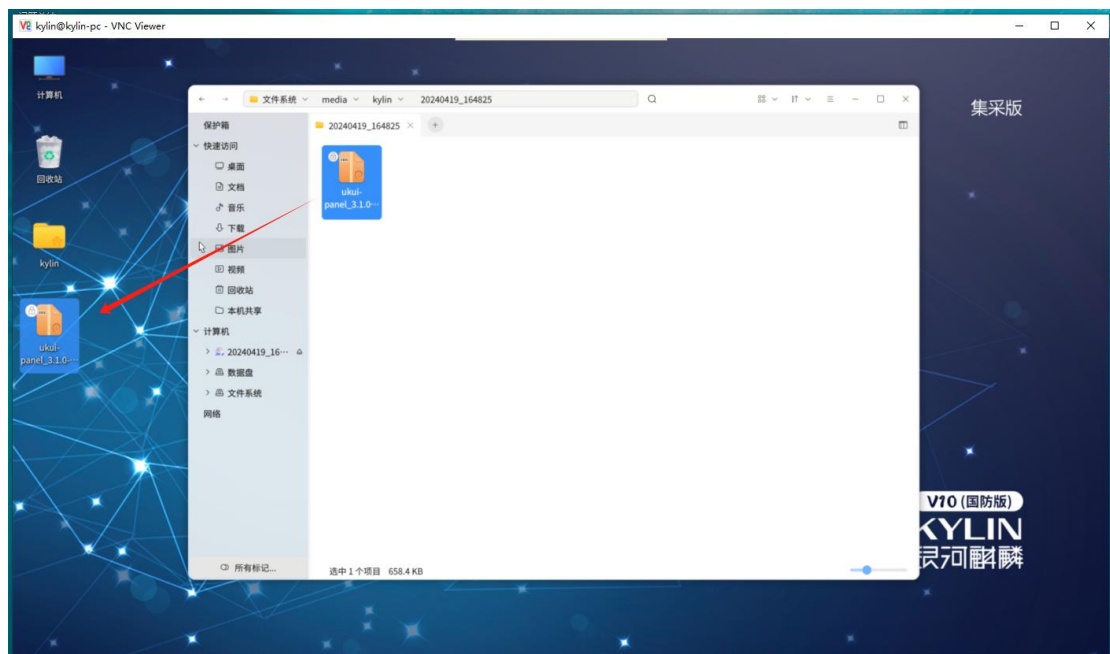 kylin@kylin-pc - VNC Viewer
计算机
回收站
kylin
ukui-
panel_3.1.0-···
文件系统
media
kylin
20240419_164825
保护箱
快速访问
桌面
文档
音乐
下载
图片
视频
回收站
本机共享
计算机
20240419_16···
数据盘
文件系统
网络
所有标记...
20240419_164825
ukui-
panel_3.1.0···
选中 1 个项目 658.4 KB
集采版
V10 (国防版)
KYLIN
银河麒麟